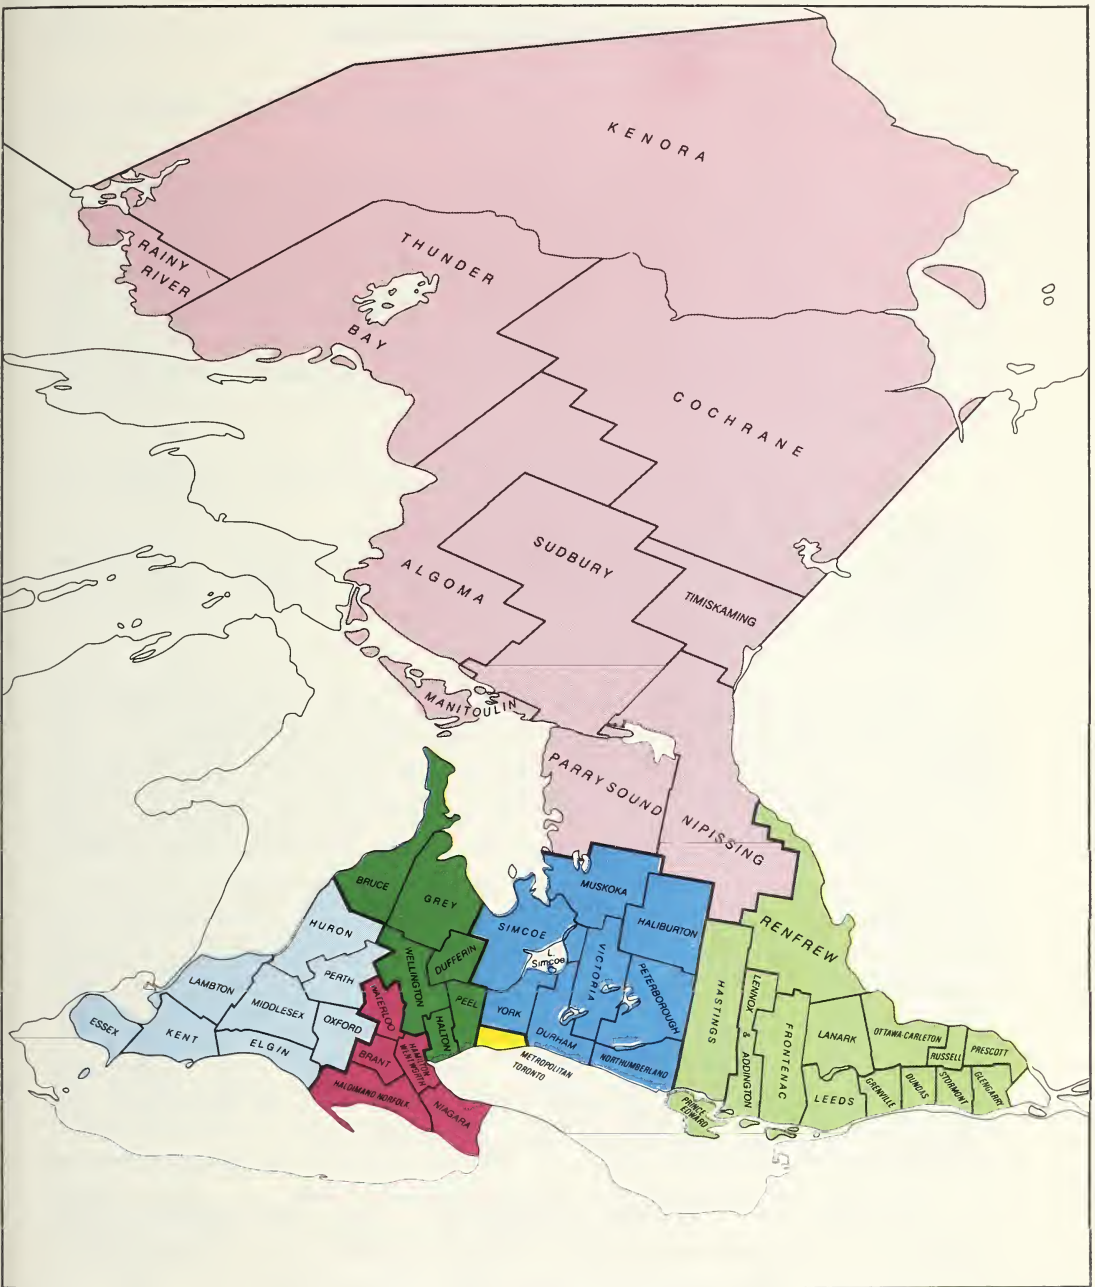 KENORA
THUNDER
BAY
RAINY
RIVER
COCHRANE
SUDBURY
ALGOMA
TIMISKAMING
MANITOULIN
PARRY SOUND
NIPISSING
BRUCE
GREY
MUSKOKA
HALIBURTON
RENFREW
HURON
SIMCOE
L.
Simcoe
DUFFERIN
WELLINGTON
VICTORIA
PETERBOROUGH
HASTINGS
LENNOX & ADDINGTON
FRONTENAC
LAMBTON
MIDDLESEX
PERTH
WATERLOO
PEEL
YORK
ESSEX
KENT
ELGIN
OXFORD
BRANT
HALTON
HAMILTON
WENTWORTH
DURHAM
NORTHUMBERLAND
METROPOLITAN
TORONTO
HALDIMAND NORFOLK
NIAGARA
PRINCE
EDWARD
LANARK
OTTAWA CARLETON
RUSSELL
PRESCOTT
LEEDS
GRENVILLE
DUNDAS
STORMONT
GLENGARRY